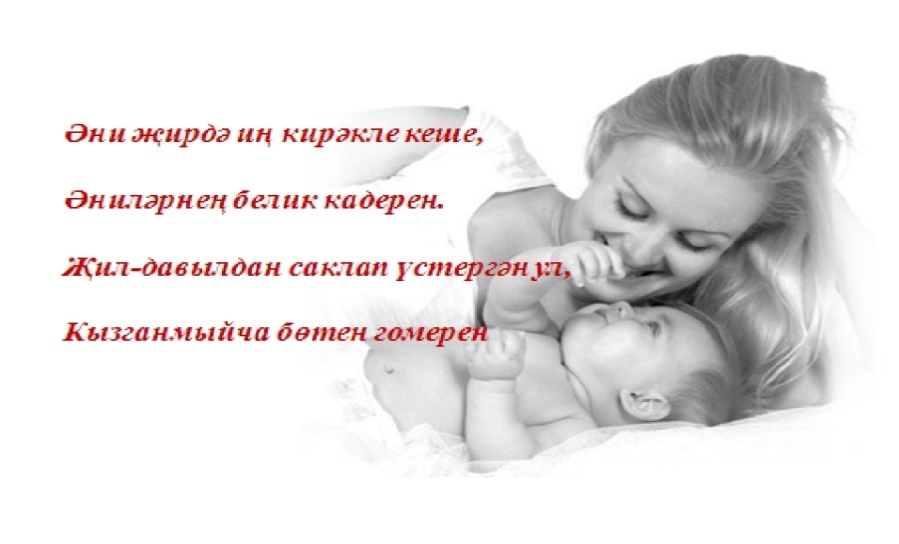 Әни җирдә иң кирәкле кеше,
Әниләрнең белик кадерен.
Җил-давылдан саклап үстергән ул,
Кызганмыйча бөтен гомерен